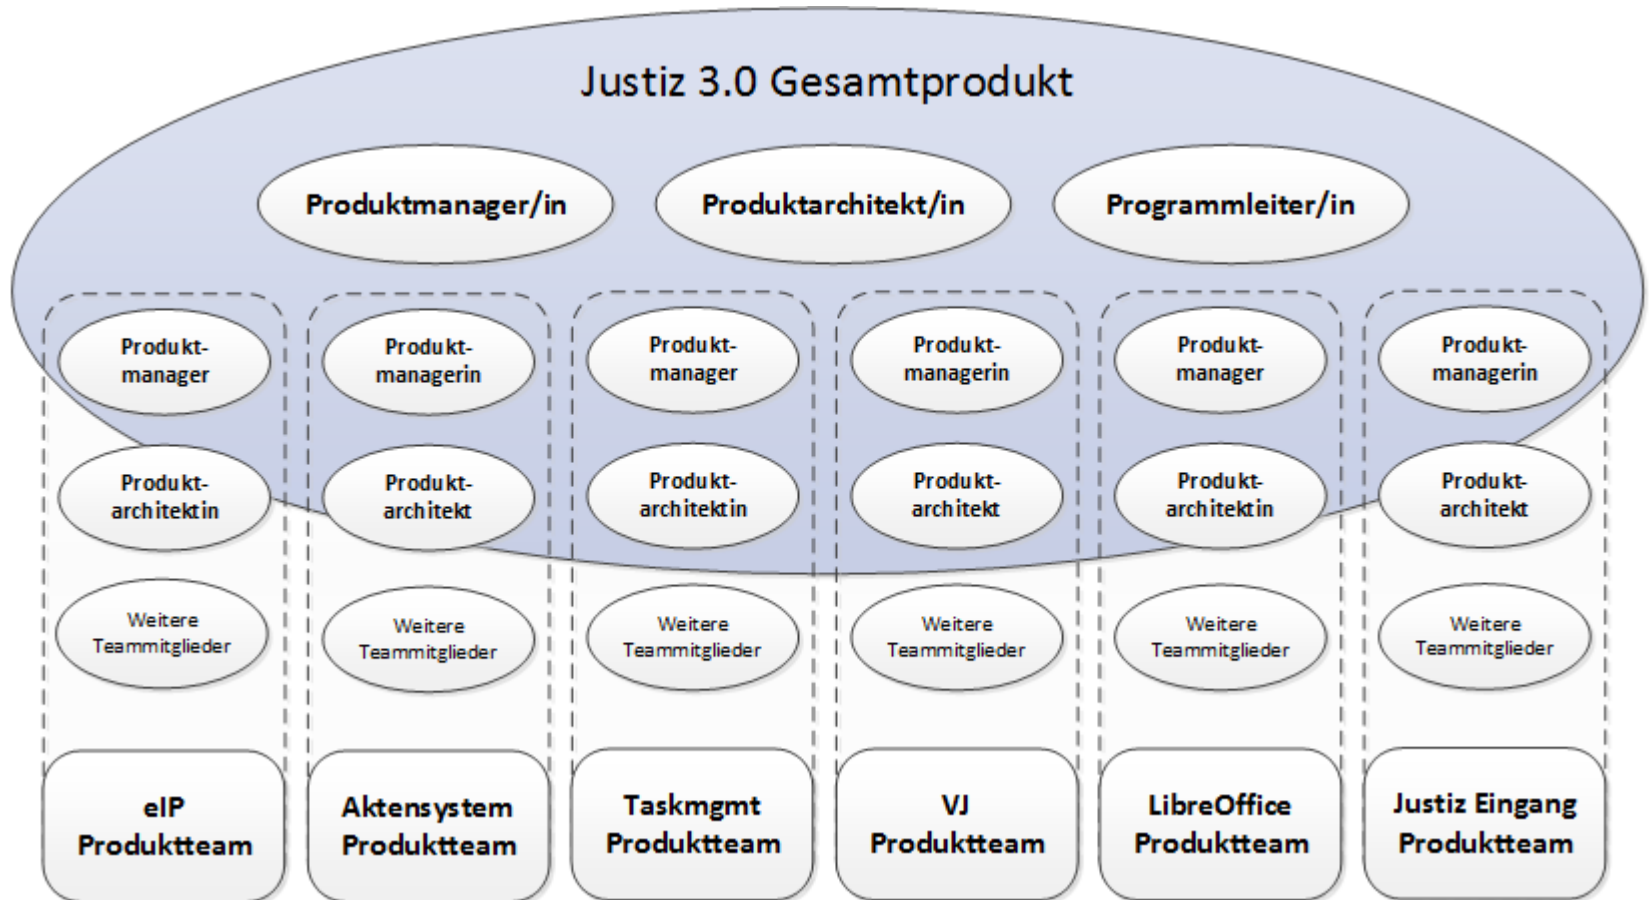 Justiz 3.0 Gesamtprodukt
Produktmanager/in
Produktarchitekt/in
Programmleiter/in
Produkt-
manager
Produkt-
managerin
Produkt-
manager
Produkt-
managerin
Produkt-
manager
Produkt-
managerin
Produkt-
architektin
Produkt-
architekt
Produkt-
architektin
Produkt-
architekt
Produkt-
architektin
Produkt-
architekt
Weitere
Teammitglieder
Weitere
Teammitglieder
Weitere
Teammitglieder
Weitere
Teammitglieder
Weitere
Teammitglieder
Weitere
Teammitglieder
eIP
Produktteam
Aktensystem
Produktteam
Taskmgmt
Produktteam
VJ
Produktteam
LibreOffice
Produktteam
Justiz Eingang
Produktteam